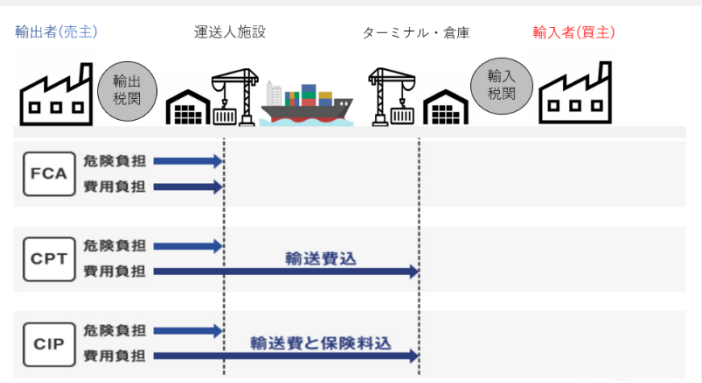 輸出者(売主)
運送人施設
ターミナル・倉庫
輸入者(買主)
輸出
税関
輸入
税関
FCA
危険負担
費用負担
CPT
危険負担
費用負担
輸送費込
CIP
危険負担
費用負担
輸送費と保険料込